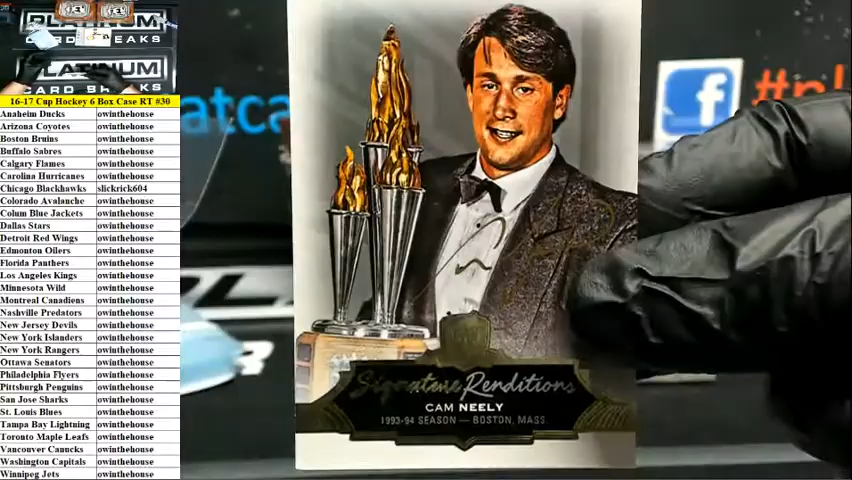 PLATINUM
CARD BREAKS
PLATINUM
CARD BREAKS
16-17 Cup Hockey 6 Box Case RT #30
Anaheim Ducks owinthehouse
Arizona Coyotes owinthehouse
Boston Bruins owinthehouse
Buffalo Sabres owinthehouse
Calgary Flames owinthehouse
Carolina Hurricanes owinthehouse
Chicago Blackhawks slickrick604
Colorado Avalanche owinthehouse
Colum Blue Jackets owinthehouse
Dallas Stars owinthehouse
Detroit Red Wings owinthehouse
Edmonton Oilers owinthehouse
Florida Panthers owinthehouse
Los Angeles Kings owinthehouse
Minnesota Wild owinthehouse
Montreal Canadiens owinthehouse
Nashville Predators owinthehouse
New Jersey Devils owinthehouse
New York Islanders owinthehouse
New York Rangers owinthehouse
Ottawa Senators owinthehouse
Philadelphia Flyers owinthehouse
Pittsburgh Penguins owinthehouse
San Jose Sharks owinthehouse
St. Louis Blues owinthehouse
Tampa Bay Lightning owinthehouse
Toronto Maple Leafs owinthehouse
Vancouver Canucks owinthehouse
Washington Capitals owinthehouse
Winnipeg Jets owinthehouse
atca
f
#pl
Signature Renditions
CAM NEELY
1993-94 SEASON — BOSTON, MASS.